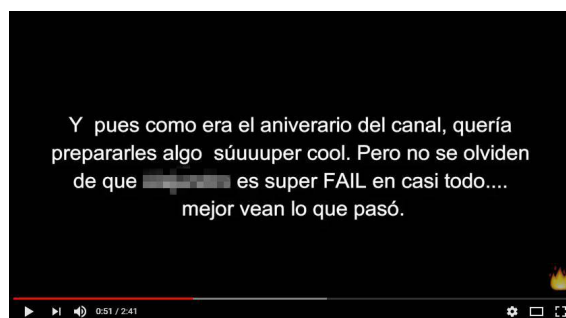 Y pues como era el aniverario del canal, quería
prepararles algo súuuuper cool. Pero no se olviden
de que es super FAIL en casi todo....
mejor vean lo que pasó.
0:51 / 2:41